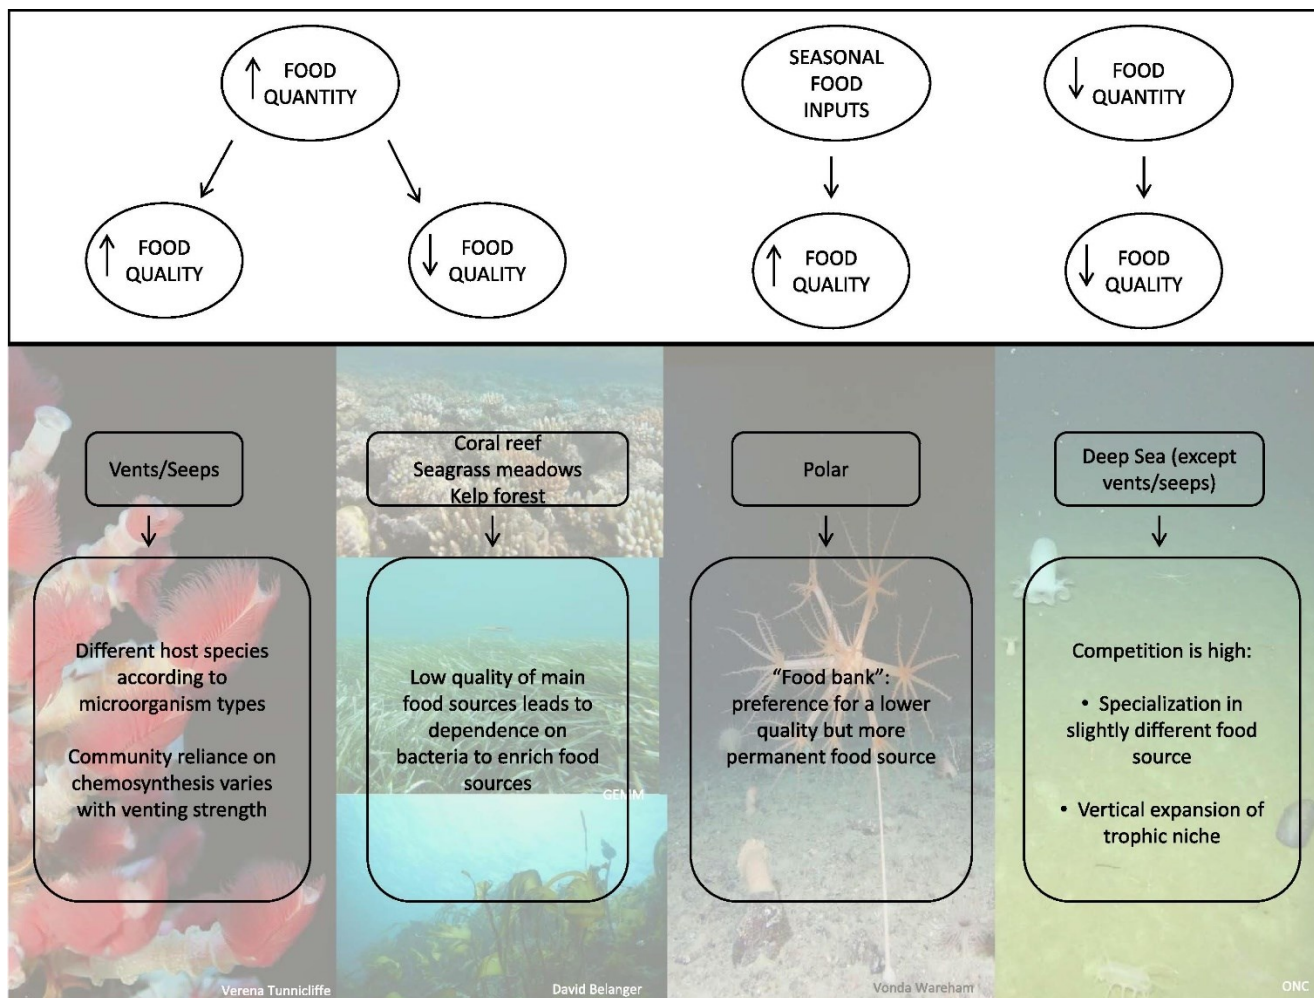 ↑ FOOD
QUANTITY
SEASONAL
FOOD
INPUTS
↓ FOOD
QUANTITY
↑ FOOD
QUALITY
↓ FOOD
QUALITY
↑ FOOD
QUALITY
↓ FOOD
QUALITY
Vents/Seeps
Coral reef
Seagrass meadows
Kelp forest
Polar
Deep Sea (except
vents/seeps)
Different host species
according to
microorganism types
Community reliance on
chemosynthesis varies
with venting strength
Low quality of main
food sources leads to
dependence on
bacteria to enrich food
sources
“Food bank”:
preference for a lower
quality but more
permanent food source
Competition is high:
• Specialization in
slightly different food
source
• Vertical expansion of
trophic niche
GEMM
Verena Tunnicliffe
David Belanger
Vonda Wareham
ONC